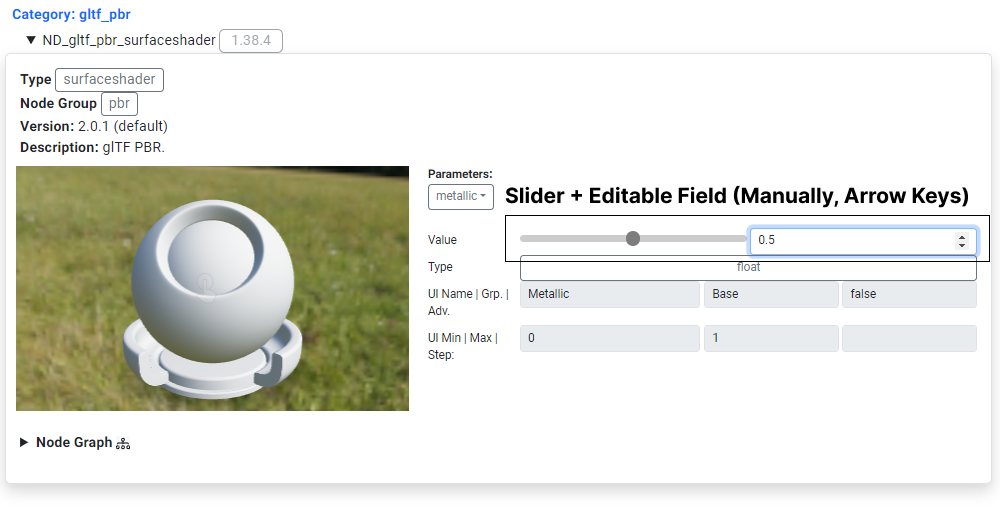 Category: gltf_pbr
ND_gltf_pbr_surfaceshader 1.38.4
Type surfaceshader
Node Group pbr
Version: 2.0.1 (default)
Description: glTF PBR.
Parameters:
metallic
Slider + Editable Field (Manually, Arrow Keys)
Value 0.5
Type float
UI Name | Grp. | Adv. Metallic Base false
UI Min | Max | Step: 0 1
Node Graph